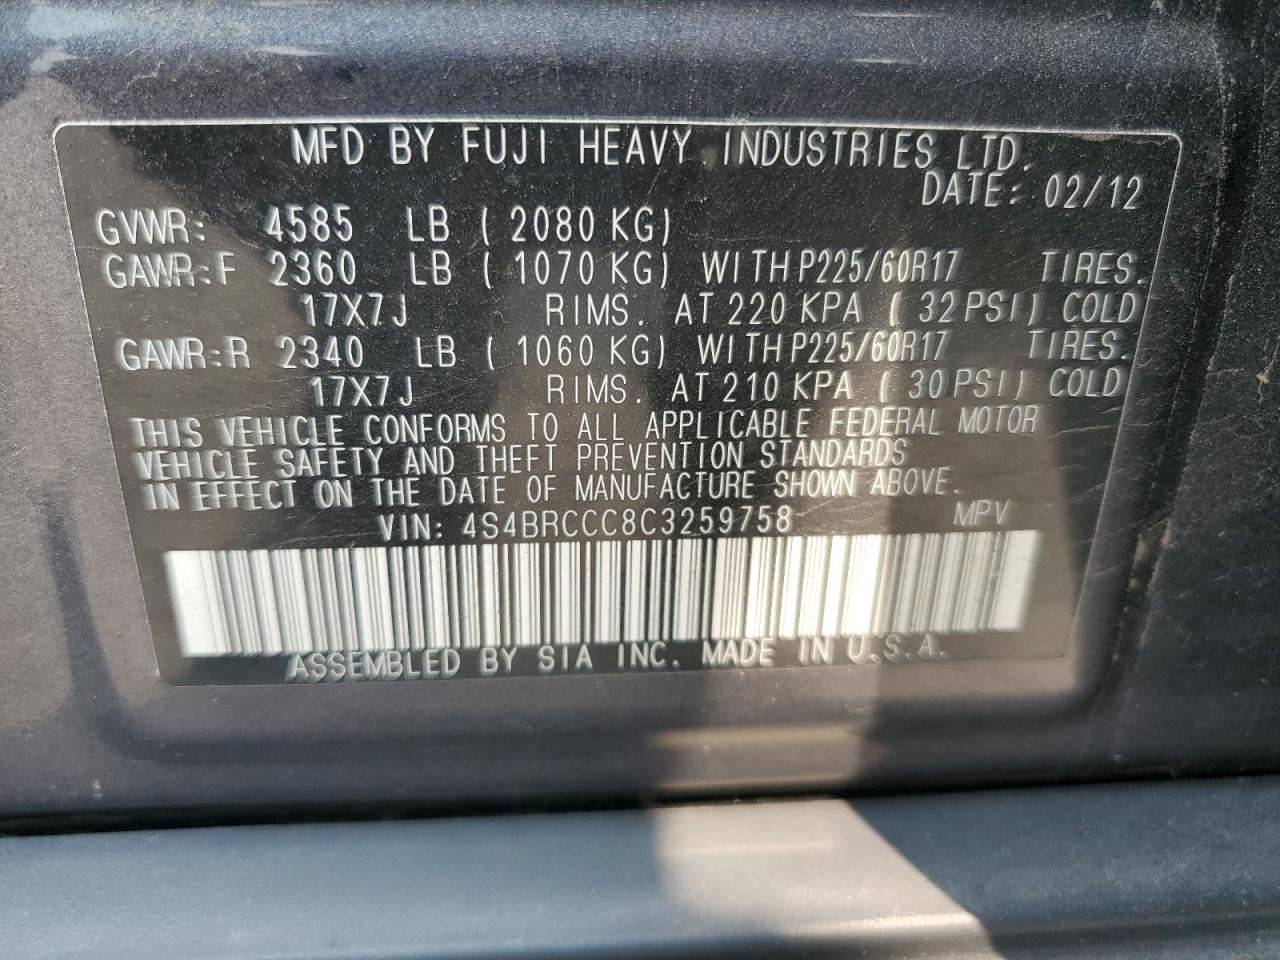 MFD BY FUJI HEAVY INDUSTRIES LTD.
DATE: 02/12
GVWR: 4585 LB ( 2080 KG)
GAWR:F 2360 LB ( 1070 KG) WITH P225/60R17 TIRES.
17X7J RIMS. AT 220 KPA ( 32 PSI) COLD
GAWR:R 2340 LB ( 1060 KG) WITH P225/60R17 TIRES.
17X7J RIMS. AT 210 KPA ( 30 PSI) COLD
THIS VEHICLE CONFORMS TO ALL APPLICABLE FEDERAL MOTOR
VEHICLE SAFETY AND THEFT PREVENTION STANDARDS
IN EFFECT ON THE DATE OF MANUFACTURE SHOWN ABOVE.
VIN: 4S4BRCCC8C3259758 MPV
ASSEMBLED BY SIA INC. MADE IN U.S.A.